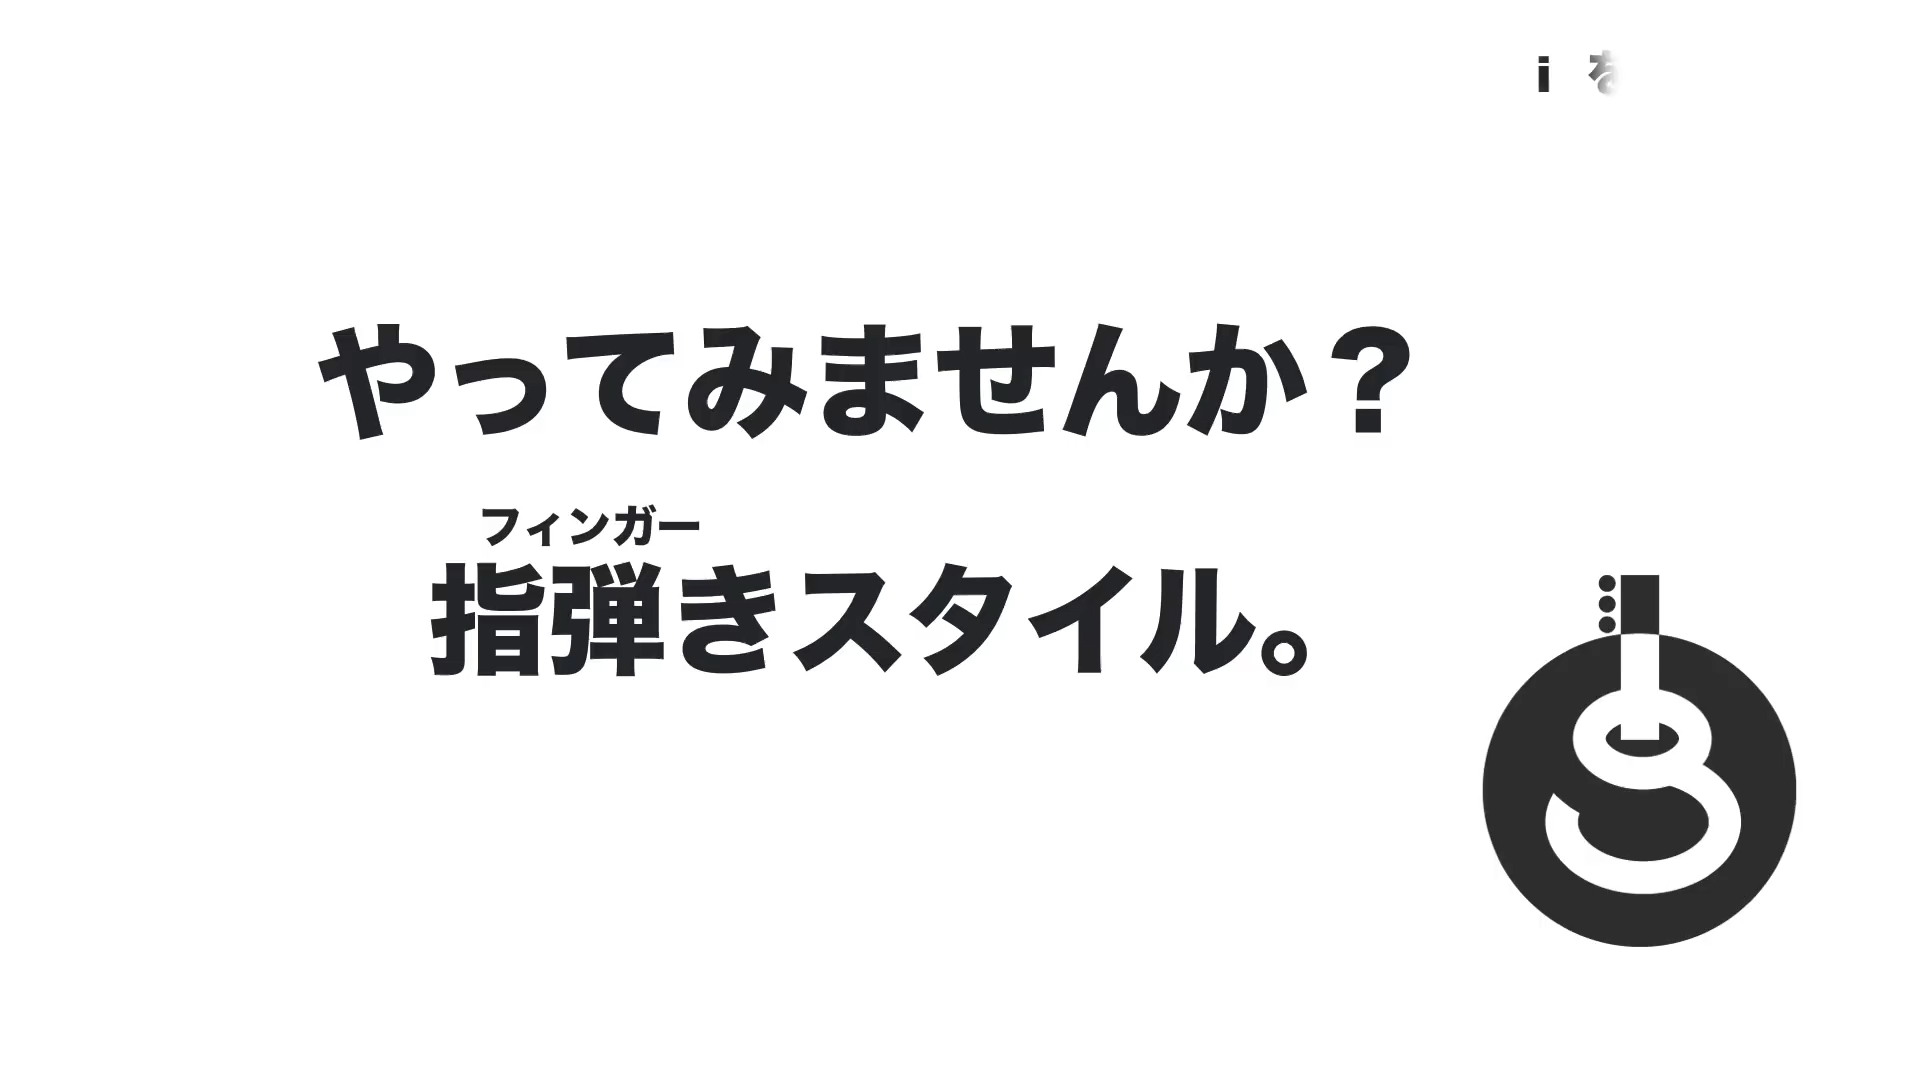 i を
やってみませんか？
フィンガー
指弾きスタイル。